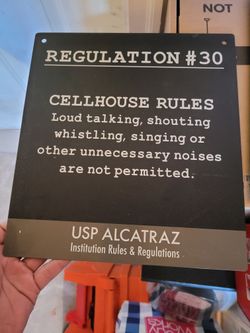 NOT
REGULATION #30
CELLHOUSE RULES
Loud talking, shouting
whistling, singing or
other unnecessary noises
are not permitted.
USP ALCATRAZ
Institution Rules & Regulations